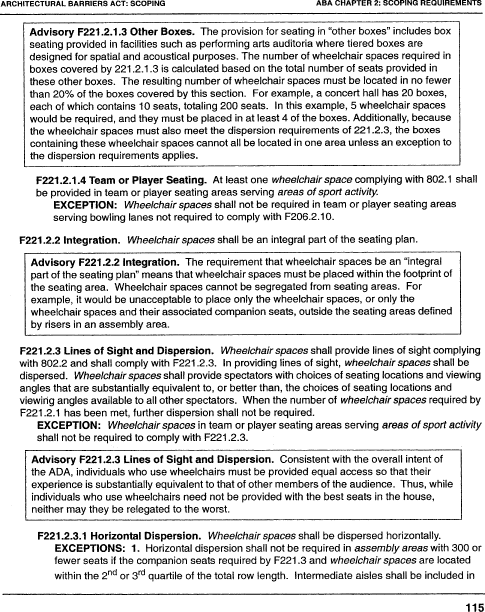 ARCHITECTURAL BARRIERS ACT: SCOPING
ABA CHAPTER 2: SCOPING REQUIREMENTS
Advisory F221.2.1.3 Other Boxes. The provision for seating in "other boxes" includes box
seating provided in facilities such as performing arts auditoria where tiered boxes are
designed for spatial and acoustical purposes. The number of wheelchair spaces required in
boxes covered by 221.2.1.3 is calculated based on the total number of seats provided in
these other boxes. The resulting number of wheelchair spaces must be located in no fewer
than 20% of the boxes covered by this section. For example, a concert hall has 20 boxes,
each of which contains 10 seats, totaling 200 seats. In this example, 5 wheelchair spaces
would be required, and they must be placed in at least 4 of the boxes. Additionally, because
the wheelchair spaces must also meet the dispersion requirements of 221.2.3, the boxes
containing these wheelchair spaces cannot all be located in one area unless an exception to
the dispersion requirements applies.
F221.2.1.4 Team or Player Seating. At least one wheelchair space complying with 802.1 shall
be provided in team or player seating areas serving areas of sport activity.
EXCEPTION: Wheelchair spaces shall not be required in team or player seating areas
serving bowling lanes not required to comply with F206.2.10.
F221.2.2 Integration. Wheelchair spaces shall be an integral part of the seating plan.
Advisory F221.2.2 Integration. The requirement that wheelchair spaces be an "integral
part of the seating plan" means that wheelchair spaces must be placed within the footprint of
the seating area. Wheelchair spaces cannot be segregated from seating areas. For
example, it would be unacceptable to place only the wheelchair spaces, or only the
wheelchair spaces and their associated companion seats, outside the seating areas defined
by risers in an assembly area.
F221.2.3 Lines of Sight and Dispersion. Wheelchair spaces shall provide lines of sight complying
with 802.2 and shall comply with F221.2.3. In providing lines of sight, wheelchair spaces shall be
dispersed. Wheelchair spaces shall provide spectators with choices of seating locations and viewing
angles that are substantially equivalent to, or better than, the choices of seating locations and
viewing angles available to all other spectators. When the number of wheelchair spaces required by
F221.2.1 has been met, further dispersion shall not be required.
EXCEPTION: Wheelchair spaces in team or player seating areas serving areas of sport activity
shall not be required to comply with F221.2.3.
Advisory F221.2.3 Lines of Sight and Dispersion. Consistent with the overall intent of
the ADA, individuals who use wheelchairs must be provided equal access so that their
experience is substantially equivalent to that of other members of the audience. Thus, while
individuals who use wheelchairs need not be provided with the best seats in the house,
neither may they be relegated to the worst.
F221.2.3.1 Horizontal Dispersion. Wheelchair spaces shall be dispersed horizontally.
EXCEPTIONS: 1. Horizontal dispersion shall not be required in assembly areas with 300 or
fewer seats if the companion seats required by F221.3 and wheelchair spaces are located
within the 2nd or 3rd quartile of the total row length. Intermediate aisles shall be included in
115